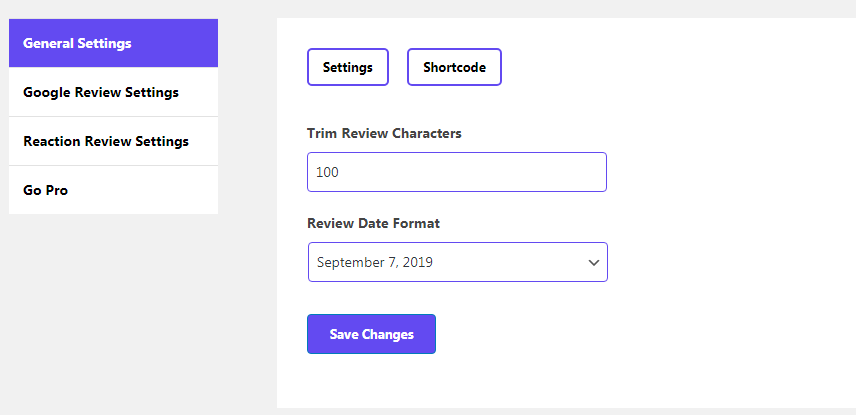 General Settings
Google Review Settings
Reaction Review Settings
Go Pro
Settings
Shortcode
Trim Review Characters
100
Review Date Format
September 7, 2019
Save Changes